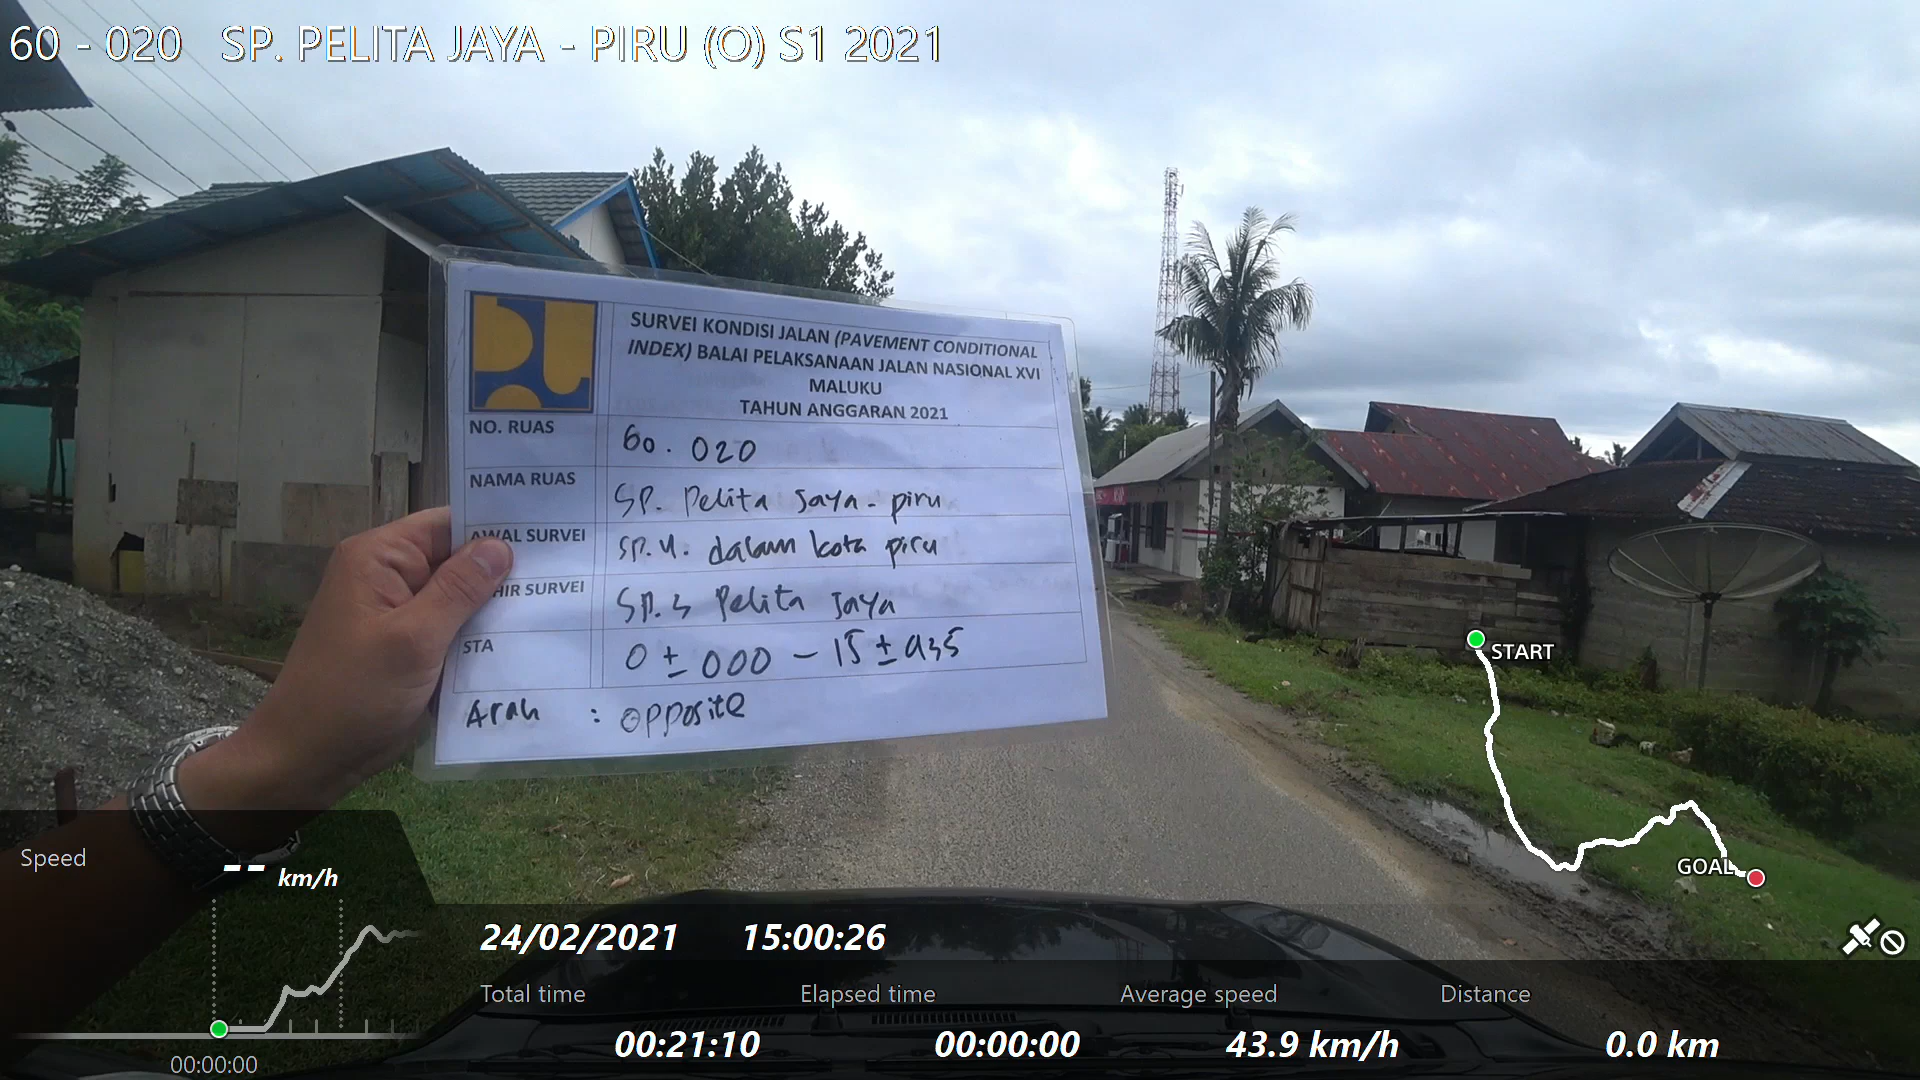 60 - 020 SP. PELITA JAYA - PIRU (O) S1 2021
SURVEI KONDISI JALAN (PAVEMENT CONDITIONAL
INDEX) BALAI PELAKSANAAN JALAN NASIONAL XVI
MALUKU
TAHUN ANGGARAN 2021
NO. RUAS 60. 020
NAMA RUAS SP. Pelita Jaya - piru
AWAL SURVEI SP. 4. dalam kota piru
HIR SURVEI SP. 3 Pelita Jaya
STA 0 ± 000 - 15 ± 935
Arah : opposite
START
GOAL
Speed
-- km/h
00:00:00
24/02/2021 15:00:26
Total time Elapsed time Average speed Distance
00:21:10 00:00:00 43.9 km/h 0.0 km